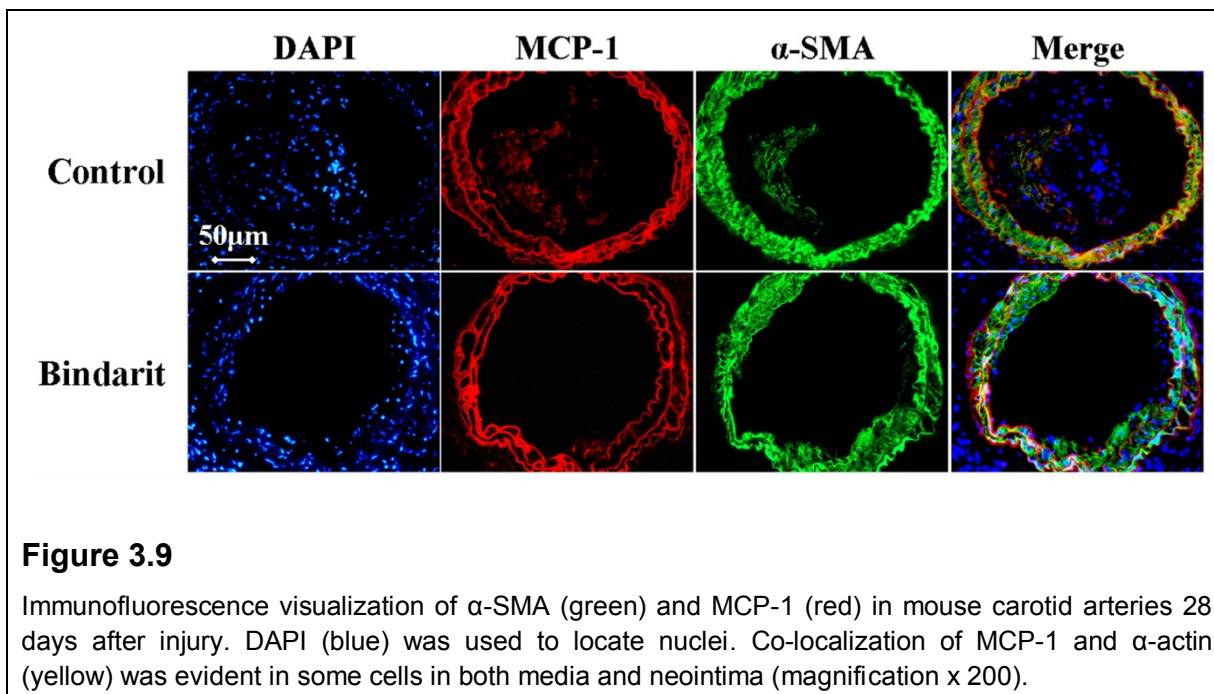 DAPI MCP-1 α-SMA Merge
Control
50µm
Bindarit
Figure 3.9
Immunofluorescence visualization of α-SMA (green) and MCP-1 (red) in mouse carotid arteries 28
days after injury. DAPI (blue) was used to locate nuclei. Co-localization of MCP-1 and α-actin
(yellow) was evident in some cells in both media and neointima (magnification x 200).